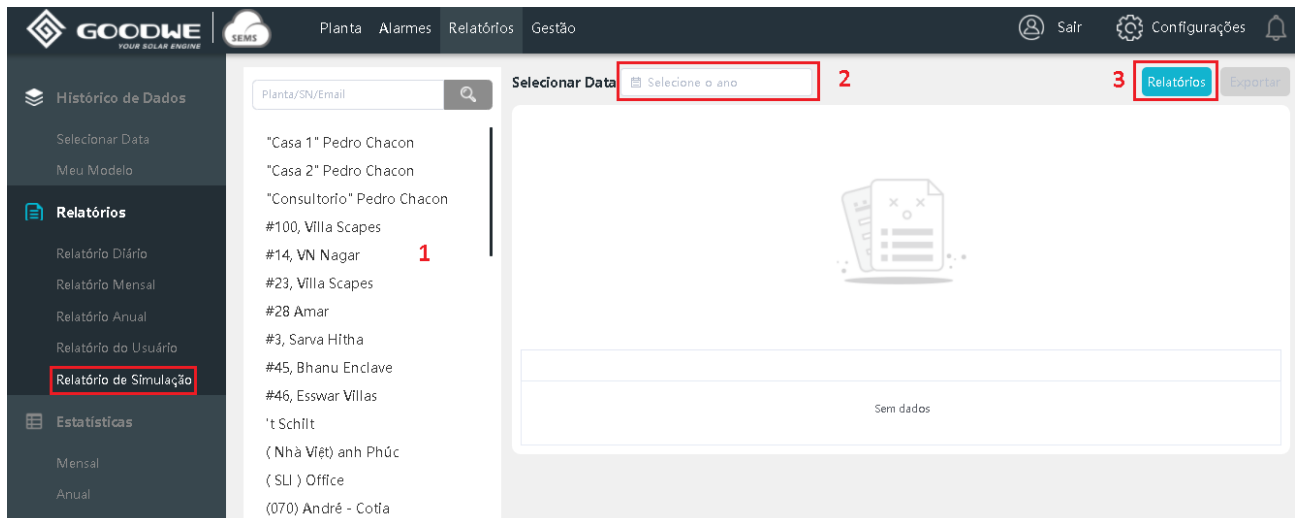 GOODWE
YOUR SOLAR ENGINE
SEMS
Planta Alarmes Relatórios Gestão
Sair Configurações
Histórico de Dados
Selecionar Data
Meu Modelo
Relatórios
Relatório Diário
Relatório Mensal
Relatório Anual
Relatório do Usuário
Relatório de Simulação
Estatísticas
Mensal
Anual
Planta/SN/Email
"Casa 1" Pedro Chacon
"Casa 2" Pedro Chacon
"Consultorio" Pedro Chacon
#100, Villa Scapes
#14, VN Nagar
1
#23, Villa Scapes
#28 Amar
#3, Sarva Hitha
#45, Bhanu Enclave
#46, Esswar Villas
't Schilt
( Nhà Việt) anh Phúc
( SLI ) Office
(070) André - Cotia
Selecionar Data Selecione o ano 2
3 Relatórios Exportar
Sem dados